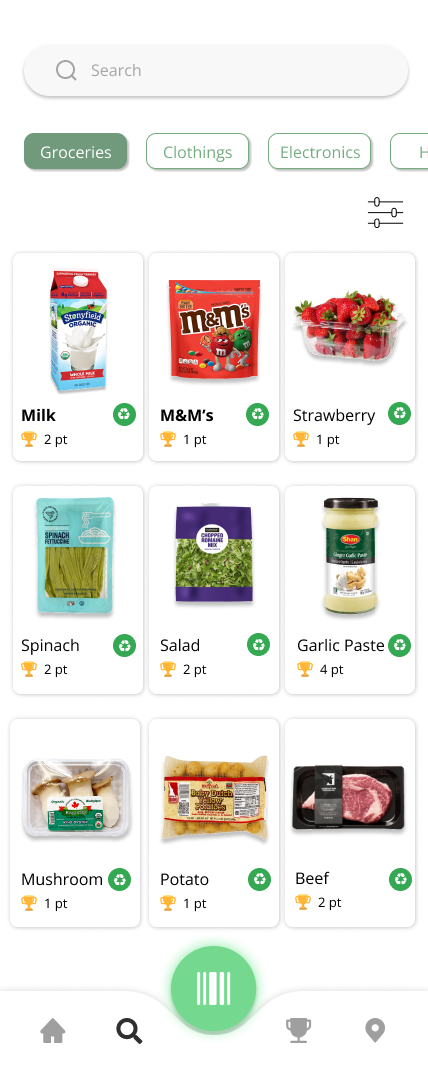 Search
Groceries Clothings Electronics H
Stonyfield
ORGANIC
WHOLE MILK
m&m's
Milk M&M’s Strawberry
2 pt 1 pt 1 pt
SPINACH
FETTUCCINE
CHOPPED
ROMAINE
MIX
Shan
Ginger Garlic Paste
Spinach Salad Garlic Paste
2 pt 2 pt 4 pt
Organic
Baby Dutch
Yellow
Potatoes
Mushroom Potato Beef
1 pt 1 pt 2 pt